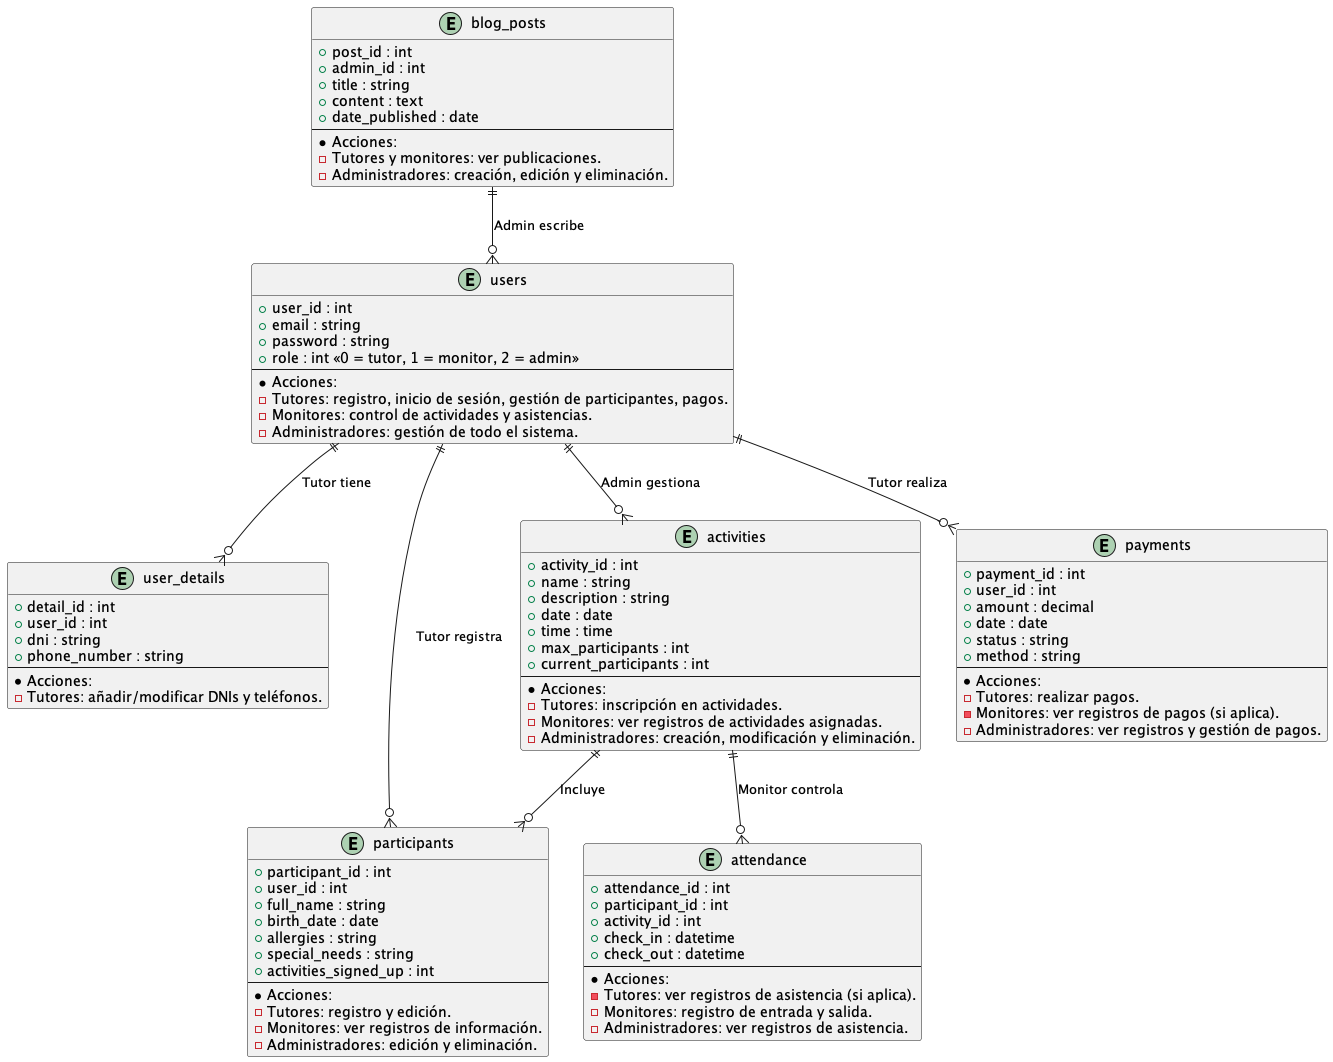 E blog_posts
post_id : int
admin_id : int
title : string
content : text
date_published : date
Acciones:
Tutores y monitores: ver publicaciones.
Administradores: creación, edición y eliminación.
Admin escribe
E users
user_id : int
email : string
password : string
role : int «0 = tutor, 1 = monitor, 2 = admin»
Acciones:
Tutores: registro, inicio de sesión, gestión de participantes, pagos.
Monitores: control de actividades y asistencias.
Administradores: gestión de todo el sistema.
Tutor tiene
Admin gestiona
Tutor realiza
E user_details
detail_id : int
user_id : int
dni : string
phone_number : string
Acciones:
Tutores: añadir/modificar DNIs y teléfonos.
Tutor registra
E activities
activity_id : int
name : string
description : string
date : date
time : time
max_participants : int
current_participants : int
Acciones:
Tutores: inscripción en actividades.
Monitores: ver registros de actividades asignadas.
Administradores: creación, modificación y eliminación.
E payments
payment_id : int
user_id : int
amount : decimal
date : date
status : string
method : string
Acciones:
Tutores: realizar pagos.
Monitores: ver registros de pagos (si aplica).
Administradores: ver registros y gestión de pagos.
Incluye
Monitor controla
E participants
participant_id : int
user_id : int
full_name : string
birth_date : date
allergies : string
special_needs : string
activities_signed_up : int
Acciones:
Tutores: registro y edición.
Monitores: ver registros de información.
Administradores: edición y eliminación.
E attendance
attendance_id : int
participant_id : int
activity_id : int
check_in : datetime
check_out : datetime
Acciones:
Tutores: ver registros de asistencia (si aplica).
Monitores: registro de entrada y salida.
Administradores: ver registros de asistencia.